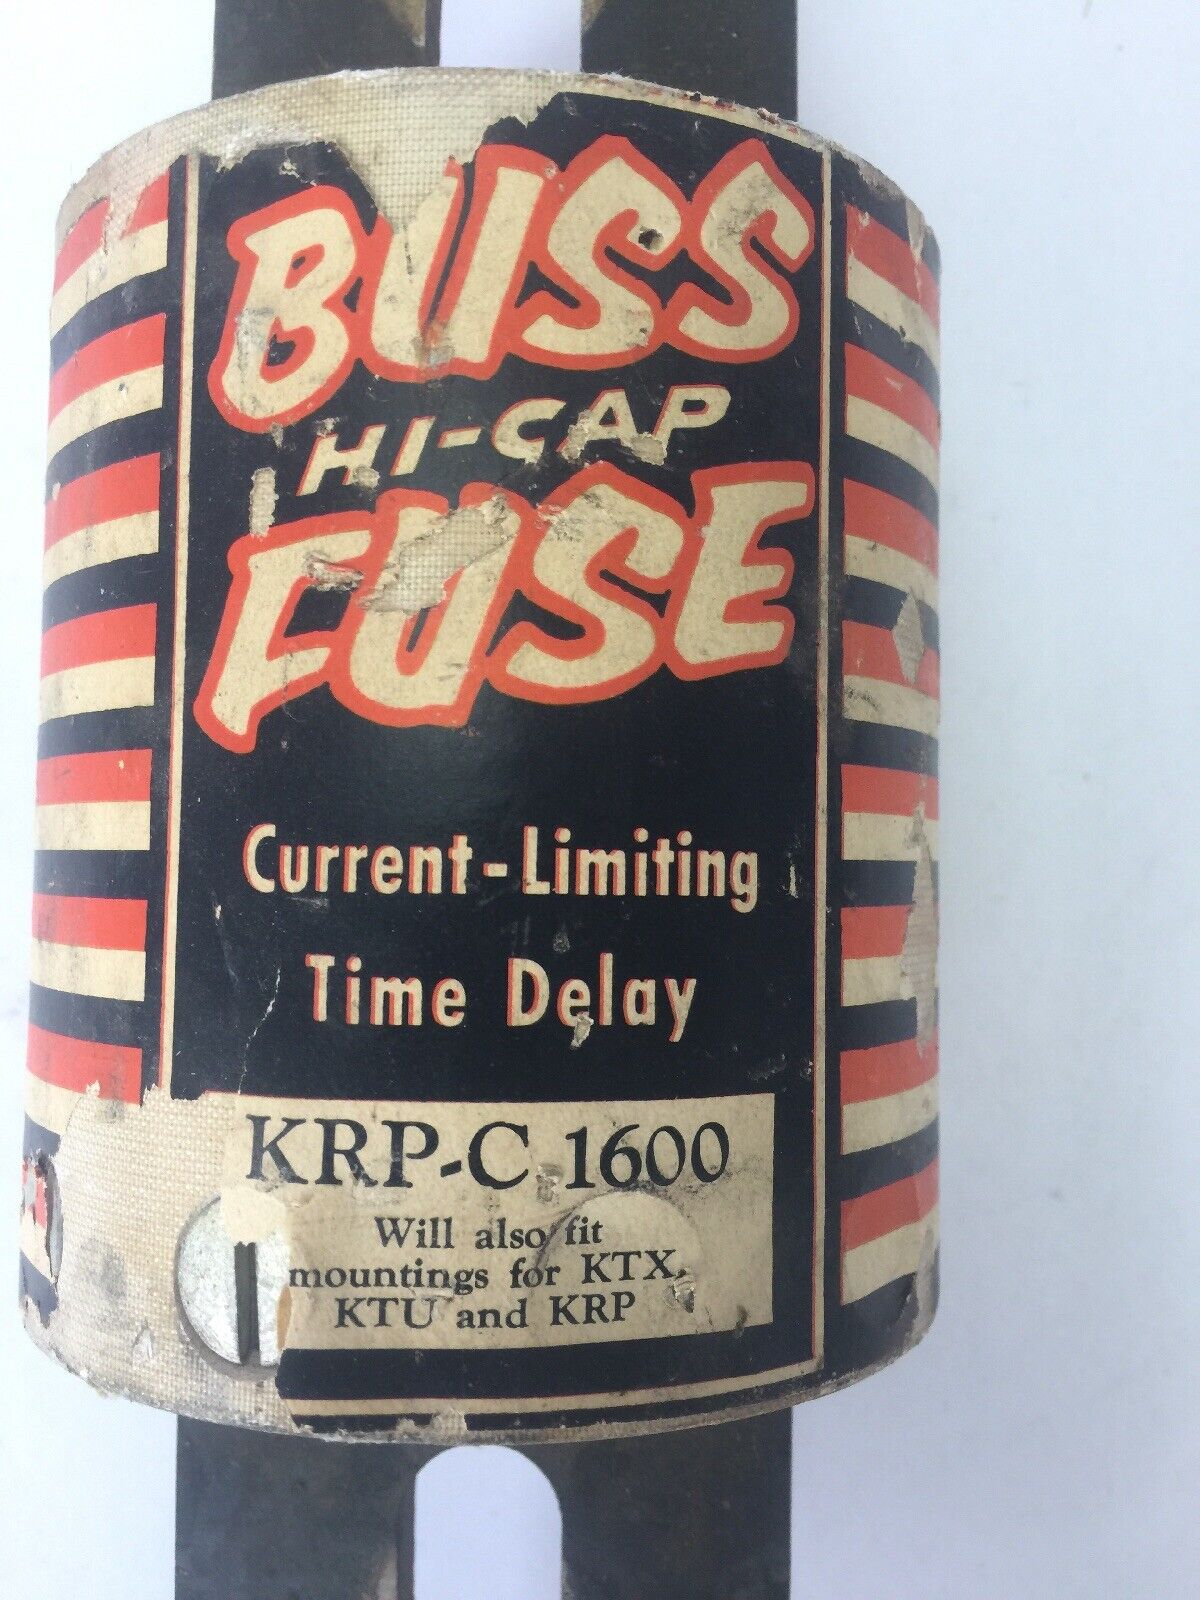 BUSS
HI-CAP
FUSE
Current-Limiting
Time Delay
KRP-C 1600
Will also fit
mountings for KTX,
KTU and KRP